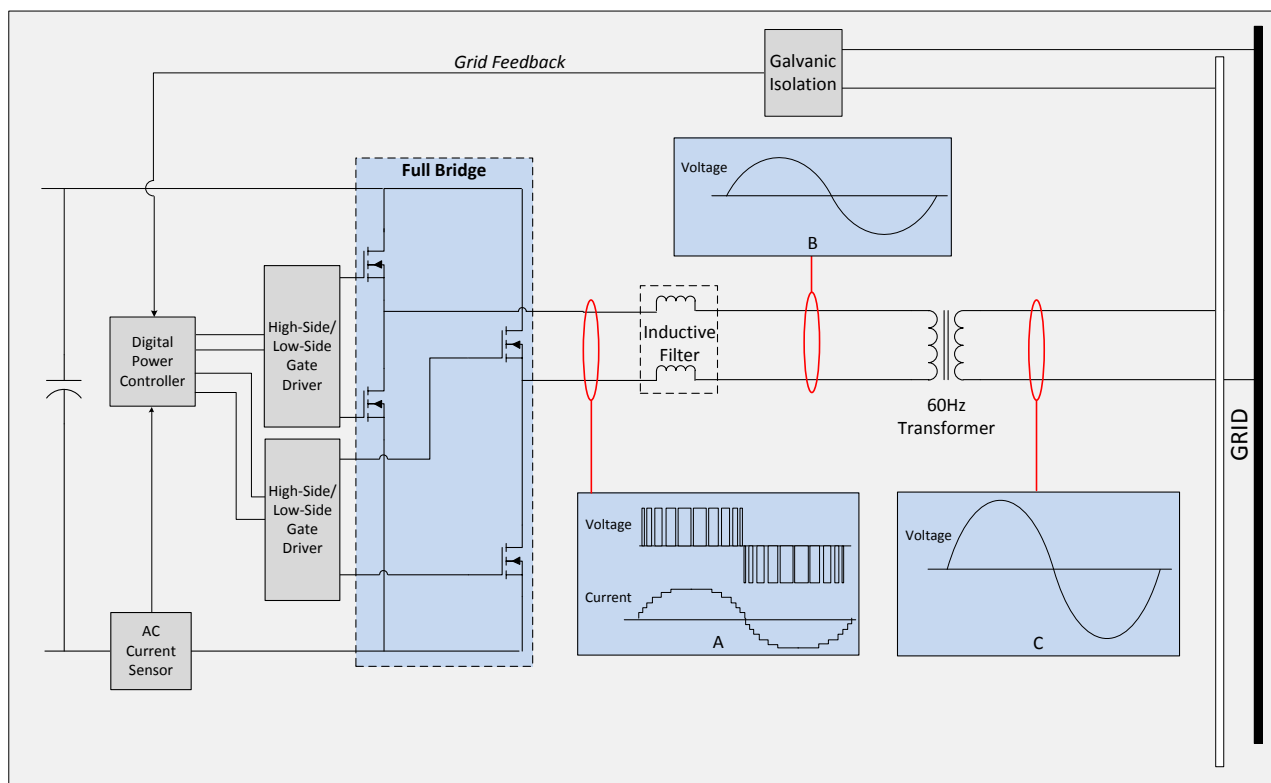 Grid Feedback
Galvanic
Isolation
Full Bridge
Voltage
B
High-Side/
Low-Side
Gate
Driver
Digital
Power
Controller
Inductive
Filter
60Hz
Transformer
GRID
High-Side/
Low-Side
Gate
Driver
Voltage
Current
A
Voltage
C
AC
Current
Sensor